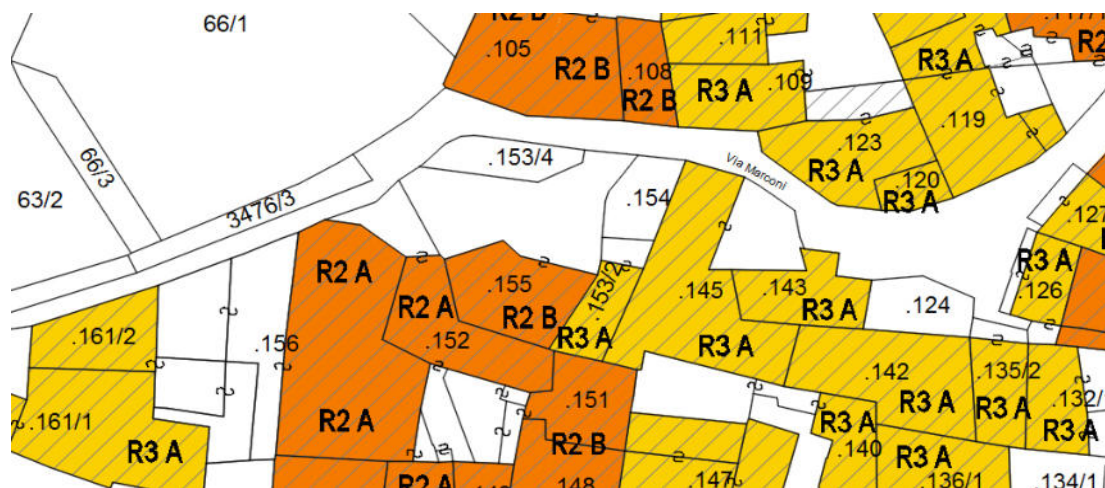 66/1
R2 B
.105
R2 B
.108
R2 B
.111
R3 A
.109
R3 A
R2
.119
.123
R3 A
.120
R3 A
66/3
63/2
3476/3
.153/4
Via Marconi
.154
.127
R3 A
.126
R2 A
.155
R2 B
.153/2
R3 A
.145
R3 A
.143
R3 A
.124
R2 A
.152
.161/2
.156
.161/1
R3 A
R2 A
.151
R2 B
.142
R3 A
.135/2
R3 A
.132/
R3 A
R3 A
.140
R3 A
.136/1
.134/1
.147
.148
R2 A